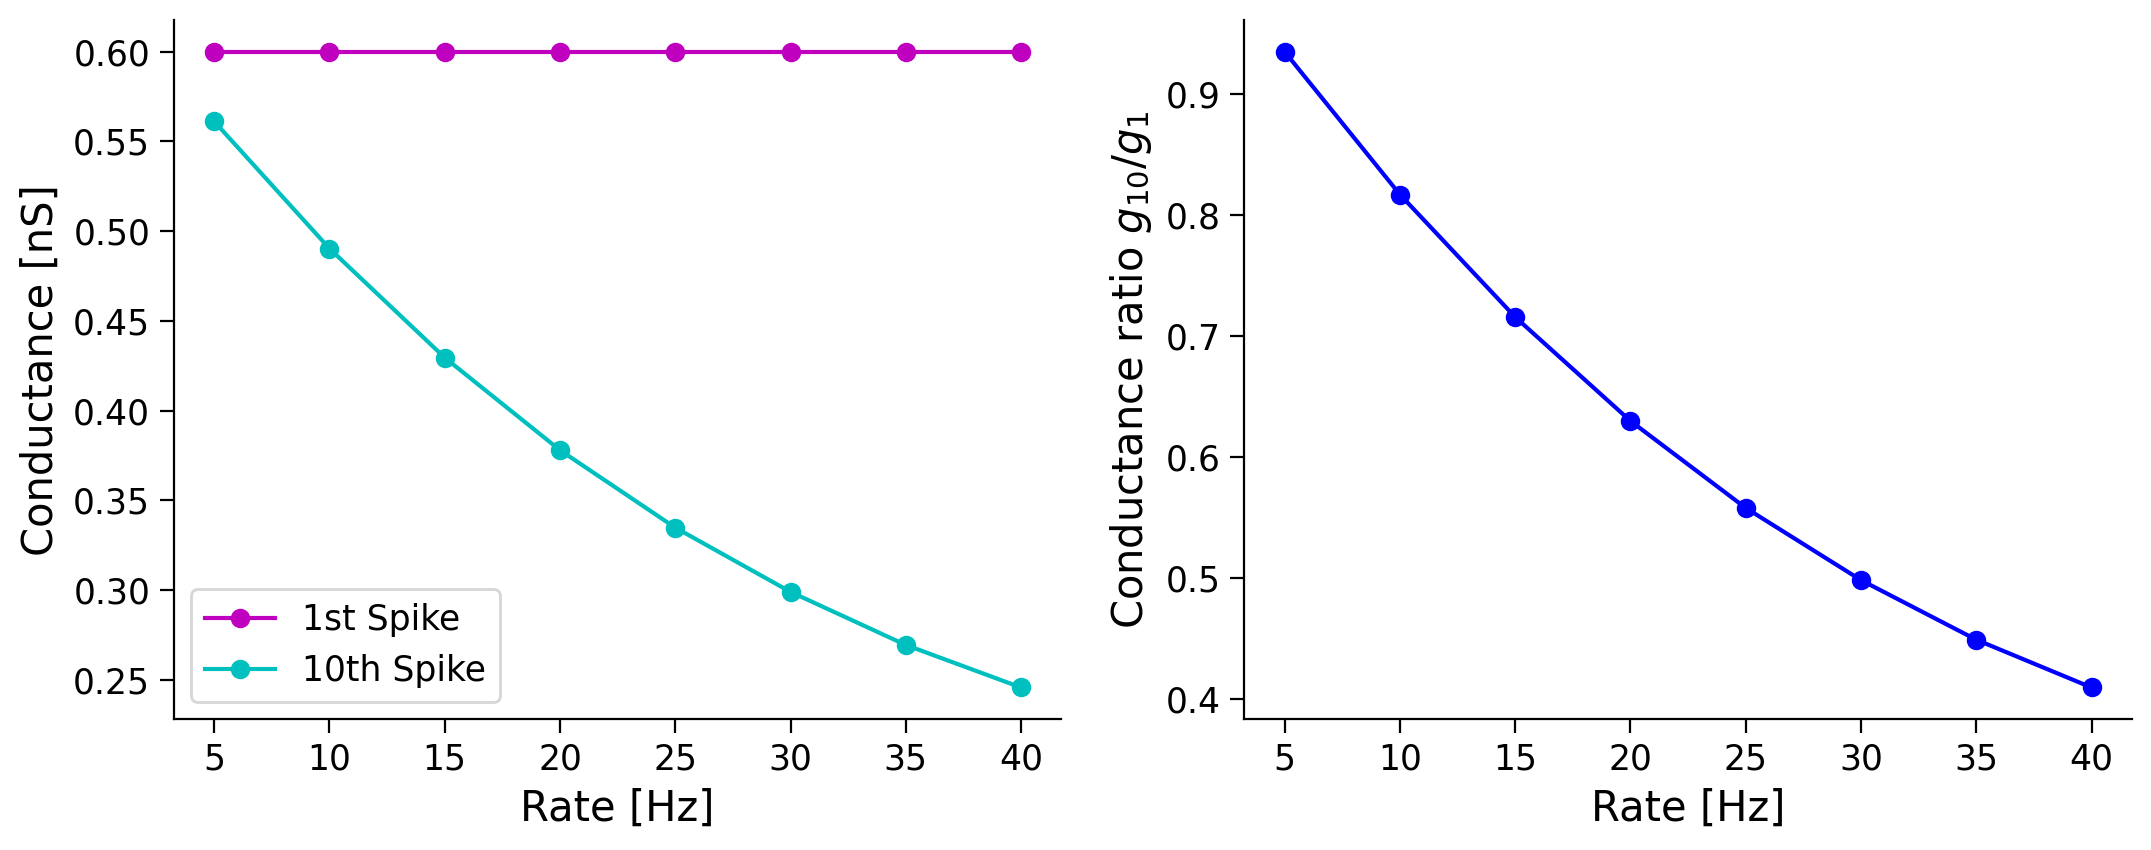 Conductance [nS]
0.60
0.55
0.50
0.45
0.40
0.35
0.30
0.25
1st Spike
10th Spike
5 10 15 20 25 30 35 40
Rate [Hz]
Conductance ratio g₁₀/g₁
0.9
0.8
0.7
0.6
0.5
0.4
5 10 15 20 25 30 35 40
Rate [Hz]